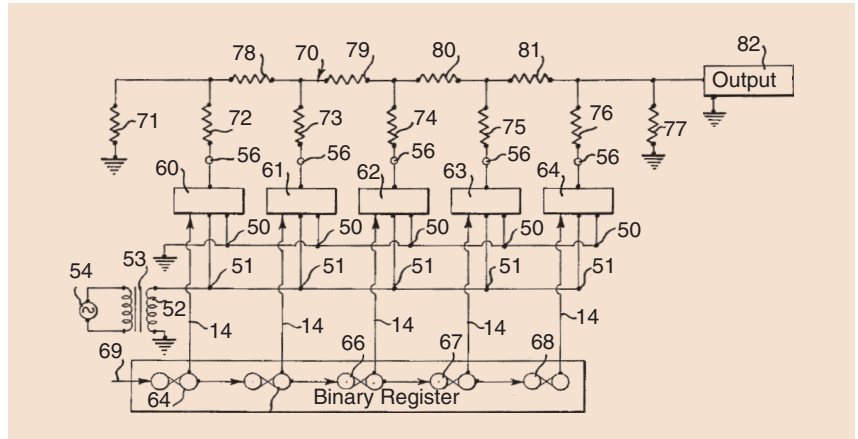 78 70 79 80 81 82
Output
71 72 73 74 75 76 77
56 56 56 56 56
60 61 62 63 64
50 50 50 50 50
54 53 52 51 51 51 51 51
14 14 14 14 14
69 64 66 67 68
Binary Register